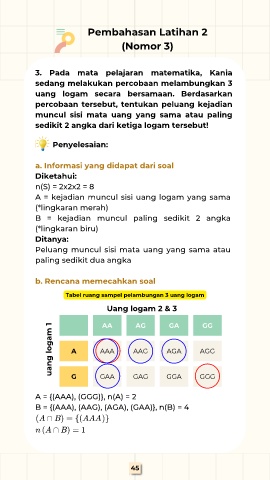 Pembahasan Latihan 2
(Nomor 3)
3. Pada mata pelajaran matematika, Kania
sedang melakukan percobaan melambungkan 3
uang logam secara bersamaan. Berdasarkan
percobaan tersebut, tentukan peluang kejadian
muncul sisi mata uang yang sama atau paling
sedikit 2 angka dari ketiga logam tersebut!
Penyelesaian:
a. Informasi yang didapat dari soal
Diketahui:
n(S) = 2x2x2 = 8
A = kejadian muncul sisi uang logam yang sama
(*lingkaran merah)
B = kejadian muncul paling sedikit 2 angka
(*lingkaran biru)
Ditanya:
Peluang muncul sisi mata uang yang sama atau
paling sedikit dua angka
b. Rencana memecahkan soal
Tabel ruang sampel pelambungan 3 uang logam
Uang logam 2 & 3
uang logam 1
AA AG GA GG
A AAA AAG AGA AGG
G GAA GAG GGA GGG
A = {(AAA), (GGG)}, n(A) = 2
B = {(AAA), (AAG), (AGA), (GAA)}, n(B) = 4
(A ∩ B) = {(AAA)}
n (A ∩ B) = 1
45